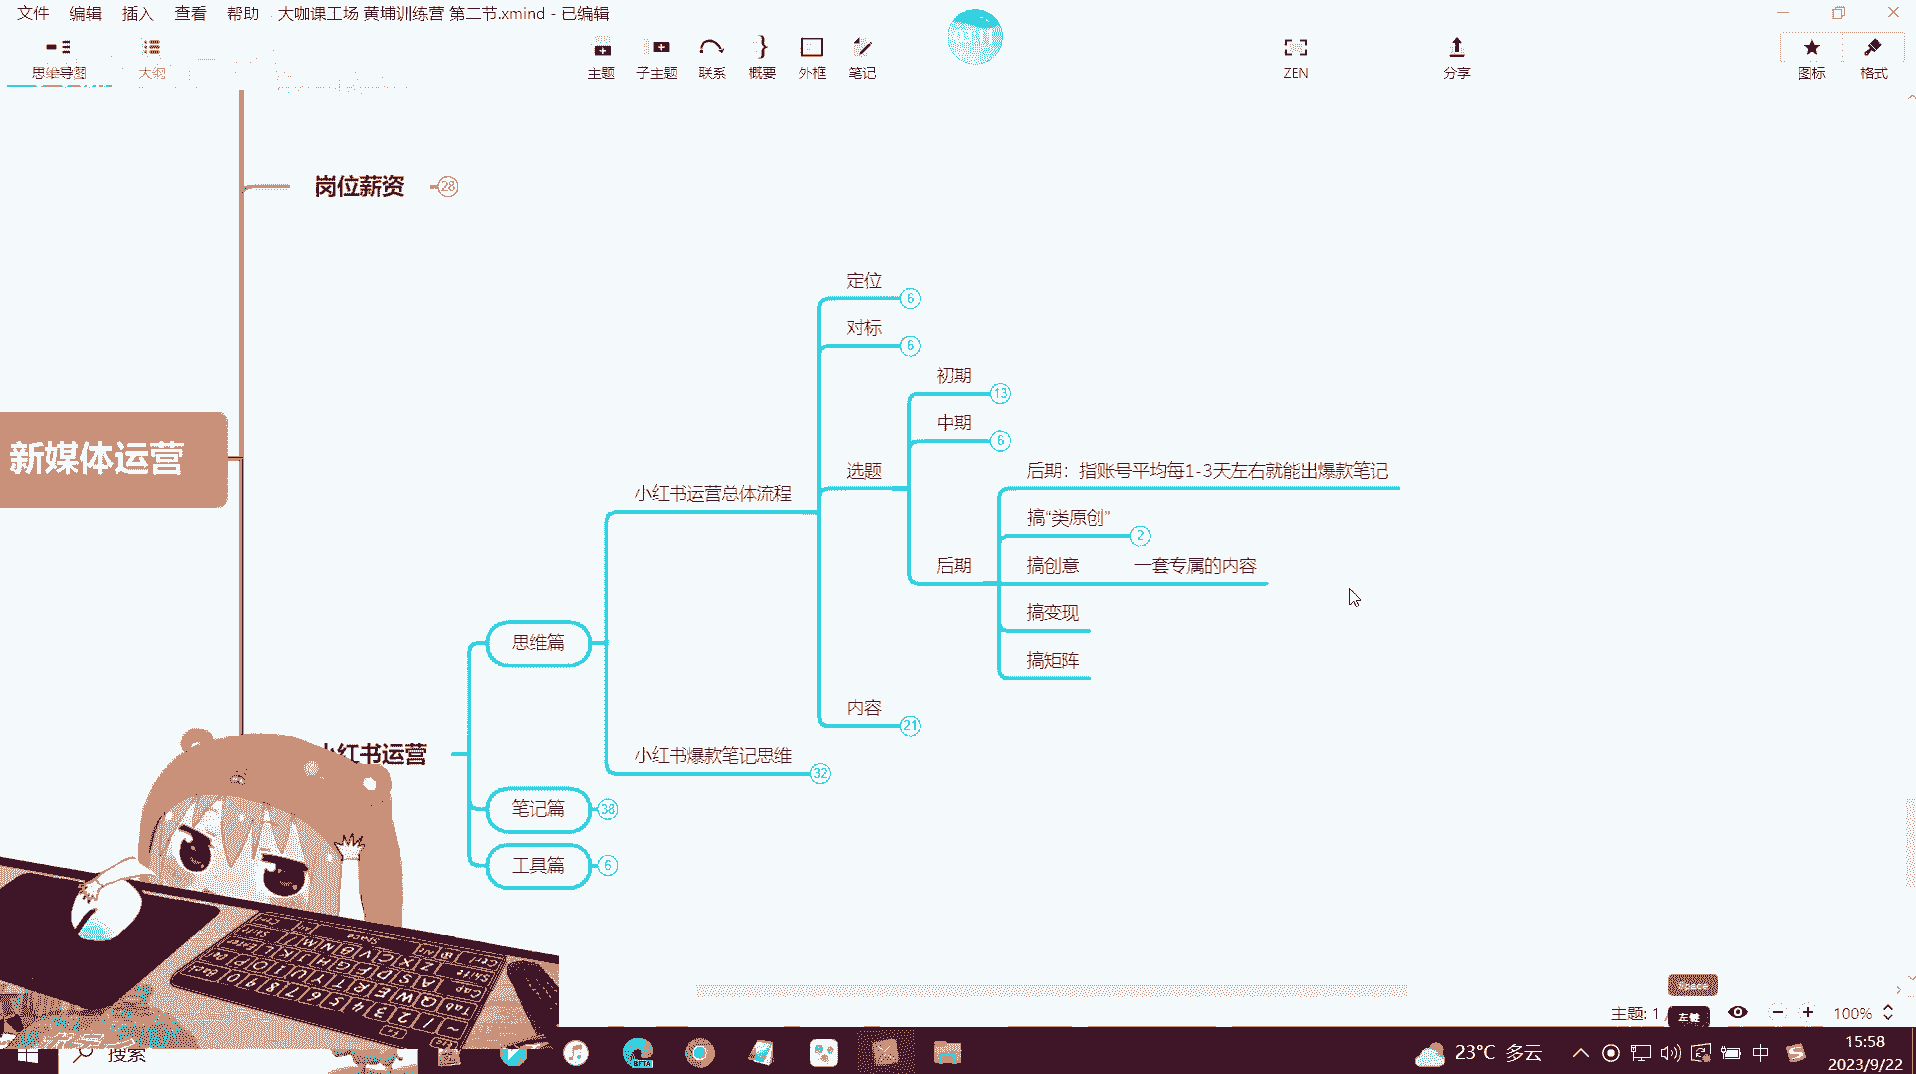 文件 编辑 插入 查看 帮助 大咖课工场 黄埔训练营 第二节.xmind - 已编辑
思维导图 大纲 主题 子主题 联系 概要 外框 笔记 ZEN 分享 图标 格式
岗位薪资 28
定位 6
对标 6
初期 13
中期 6
选题
后期：指账号平均每1-3天左右就能出爆款笔记
新媒体运营
小红书运营总体流程
搞“类原创” 2
后期
搞创意 一套专属的内容
搞变现
思维篇
搞矩阵
内容 21
小红书运营
小红书爆款笔记思维 32
笔记篇 38
工具篇 6
Space
主题: 1 / 左键 100%
搜索
BETA
23°C 多云 中 15:58
2023/9/22